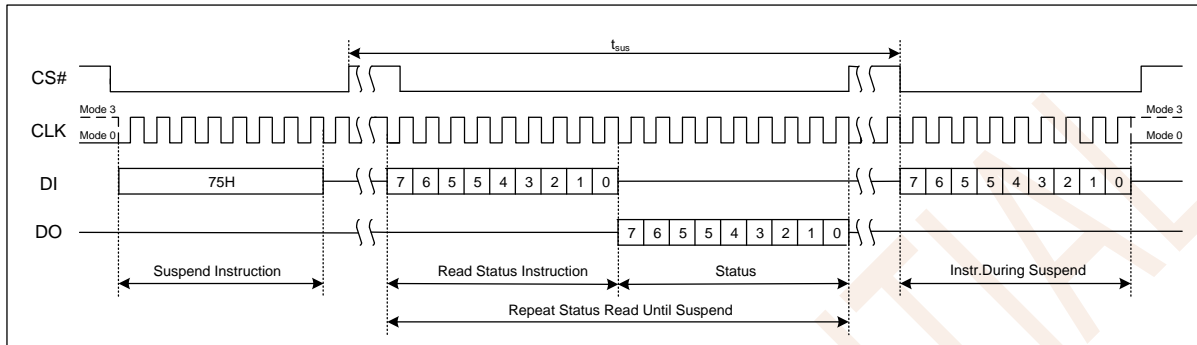 tsus
CS#
Mode 3
Mode 3
CLK
Mode 0
Mode 0
DI
75H
7 6 5 5 4 3 2 1 0
7 6 5 5 4 3 2 1 0
DO
7 6 5 5 4 3 2 1 0
Suspend Instruction
Read Status Instruction
Status
Instr.During Suspend
Repeat Status Read Until Suspend
NTIAL